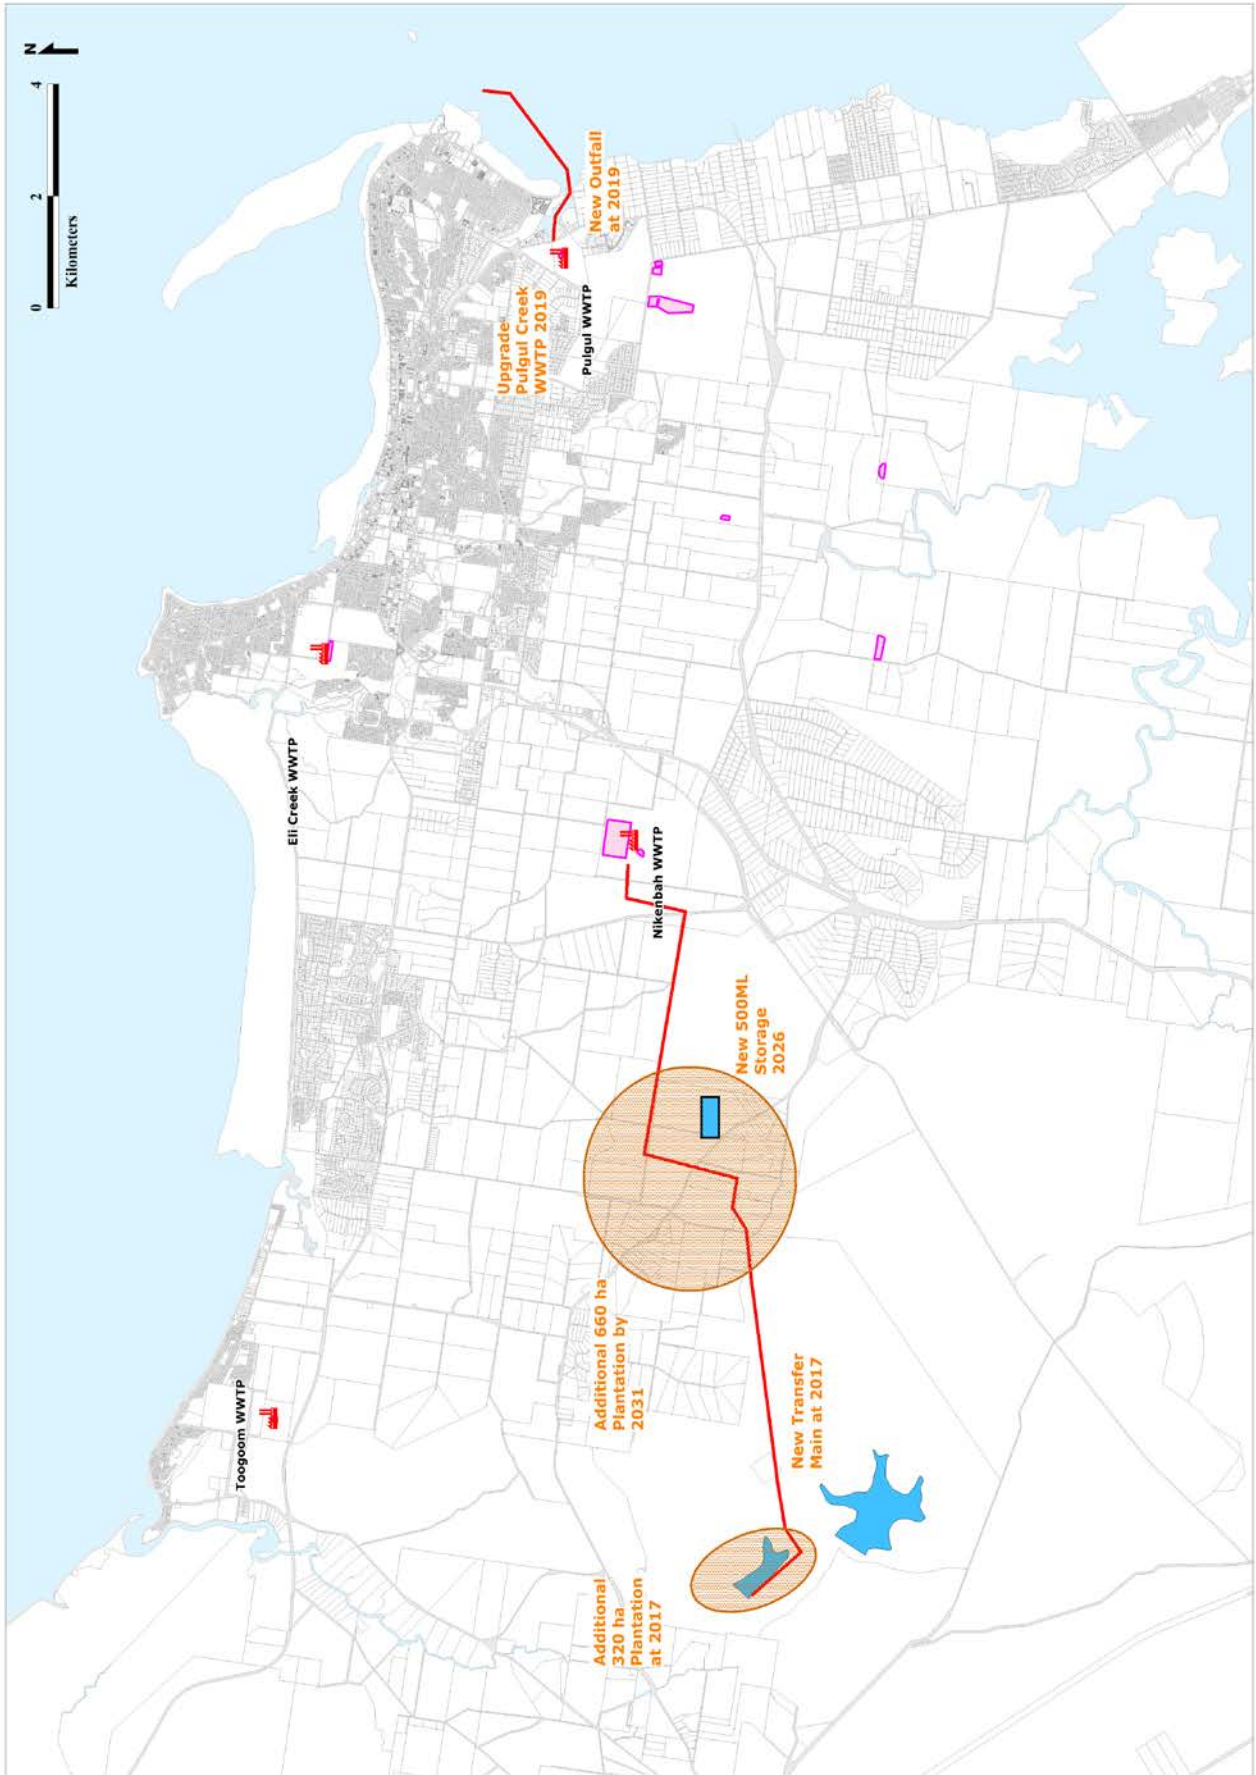 Toogoom WWTP
Eli Creek WWTP
Nikenbah WWTP
Pulgul WWTP
Additional
320 ha
Plantation
at 2017
Additional 660 ha
Plantation by
2031
New Transfer
Main at 2017
New 500ML
Storage
2026
Upgrade
Pulgul Creek
WWTP 2019
New Outfall
at 2019
0 2 4
Kilometers
N